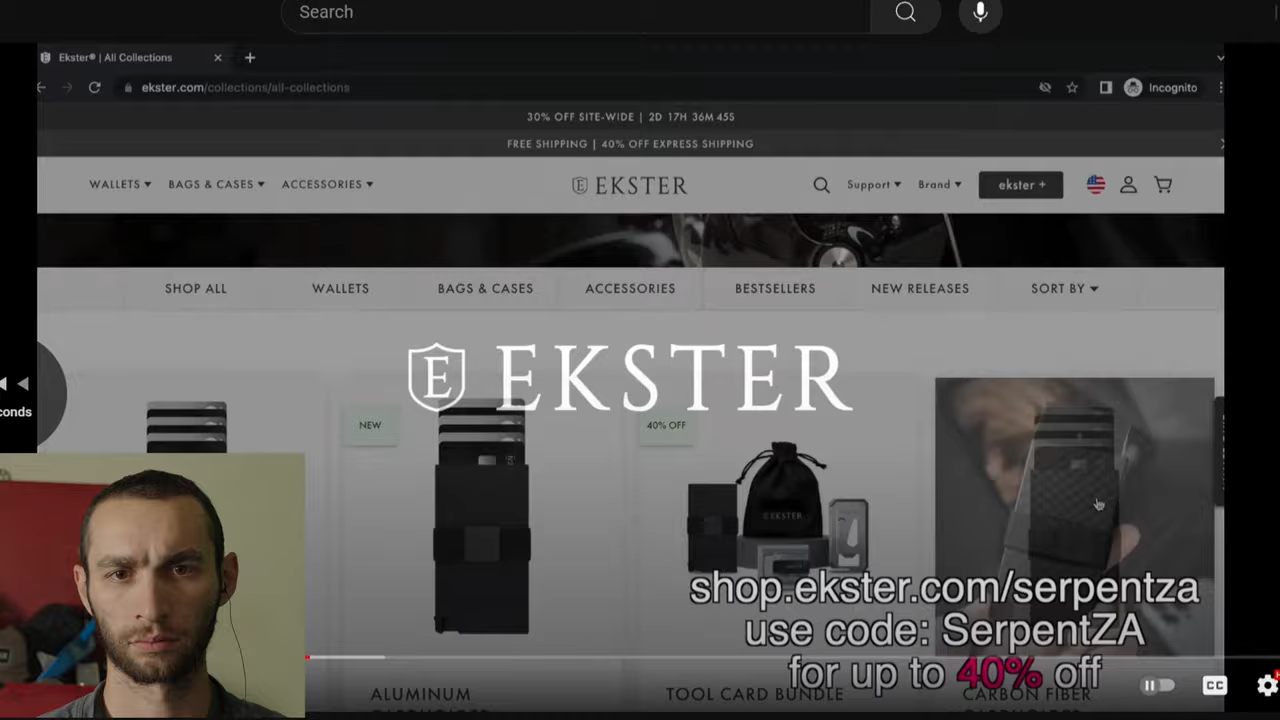 Search
Ekster® | All Collections
ekster.com/collections/all-collections
Incognito
30% OFF SITE-WIDE | 2D 17H 36M 45S
FREE SHIPPING | 40% OFF EXPRESS SHIPPING
WALLETS BAGS & CASES ACCESSORIES
EKSTER
Support Brand ekster +
SHOP ALL WALLETS BAGS & CASES ACCESSORIES BESTSELLERS NEW RELEASES SORT BY
E EKSTER
conds
NEW
40% OFF
EKSTER
shop.ekster.com/serpentza
use code: SerpentZA
for up to 40% off
CC
ALUMINUM
TOOL CARD BUNDLE
CARBON FIBER
CARDHOLDER
CARDHOLDER